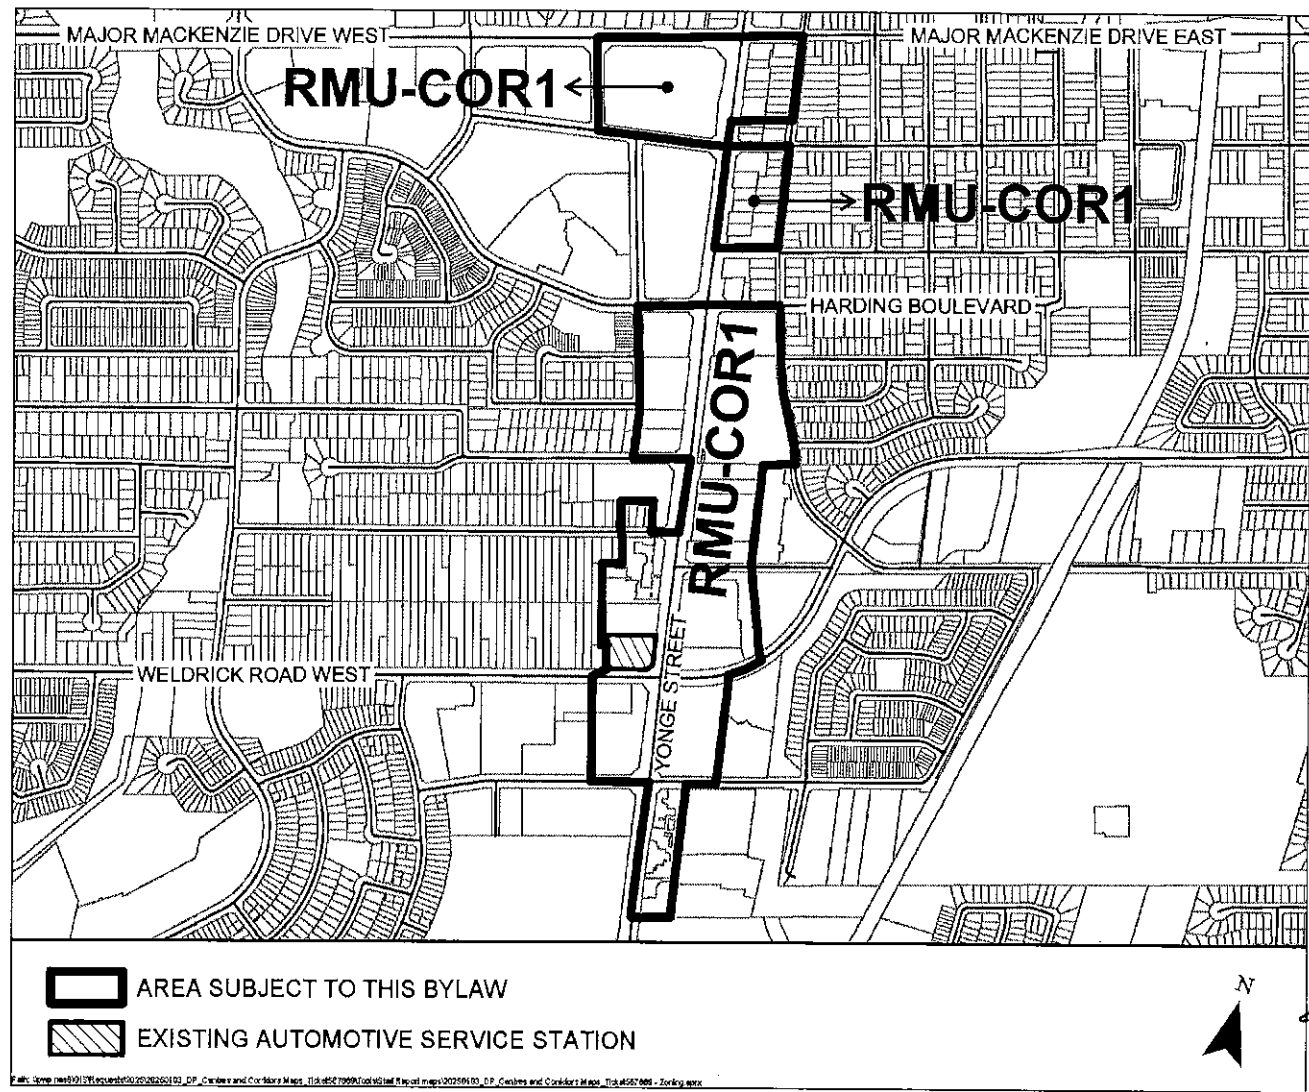 MAJOR MACKENZIE DRIVE WEST
MAJOR MACKENZIE DRIVE EAST
RMU-COR1
RMU-COR1
HARDING BOULEVARD
RMU-COR1
WELDRICK ROAD WEST
YONGE STREET
AREA SUBJECT TO THIS BYLAW
EXISTING AUTOMOTIVE SERVICE STATION
N